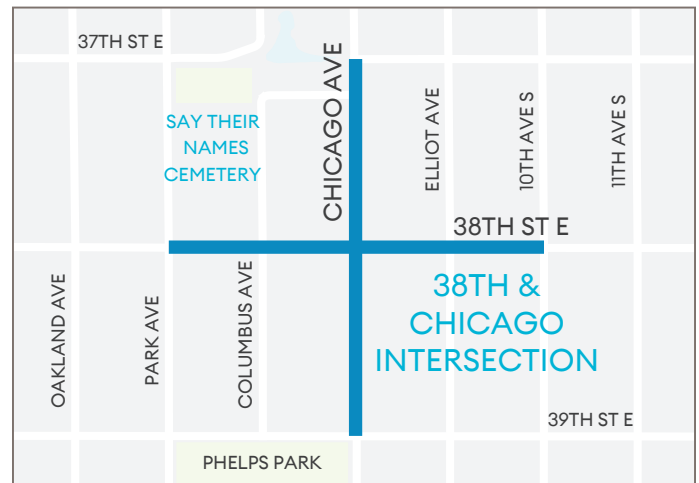 37TH ST E
CHICAGO AVE
SAY THEIR
NAMES
CEMETERY
ELLIOT AVE
10TH AVE S
11TH AVE S
38TH ST E
OAKLAND AVE
PARK AVE
COLUMBUS AVE
38TH &
CHICAGO
INTERSECTION
39TH ST E
PHELPS PARK